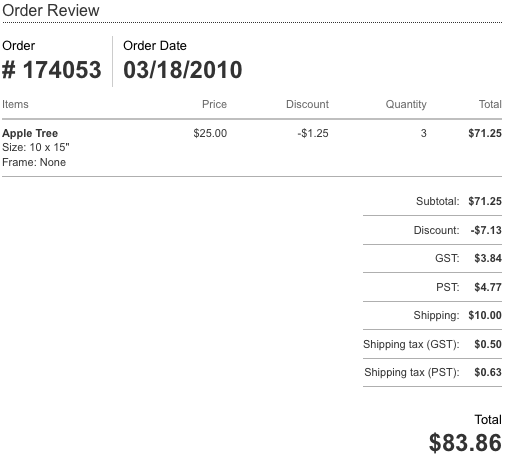 Order Review
Order Order Date
# 174053 03/18/2010
Items Price Discount Quantity Total
Apple Tree $25.00 -$1.25 3 $71.25
Size: 10 x 15"
Frame: None
Subtotal: $71.25
Discount: -$7.13
GST: $3.84
PST: $4.77
Shipping: $10.00
Shipping tax (GST): $0.50
Shipping tax (PST): $0.63
Total
$83.86